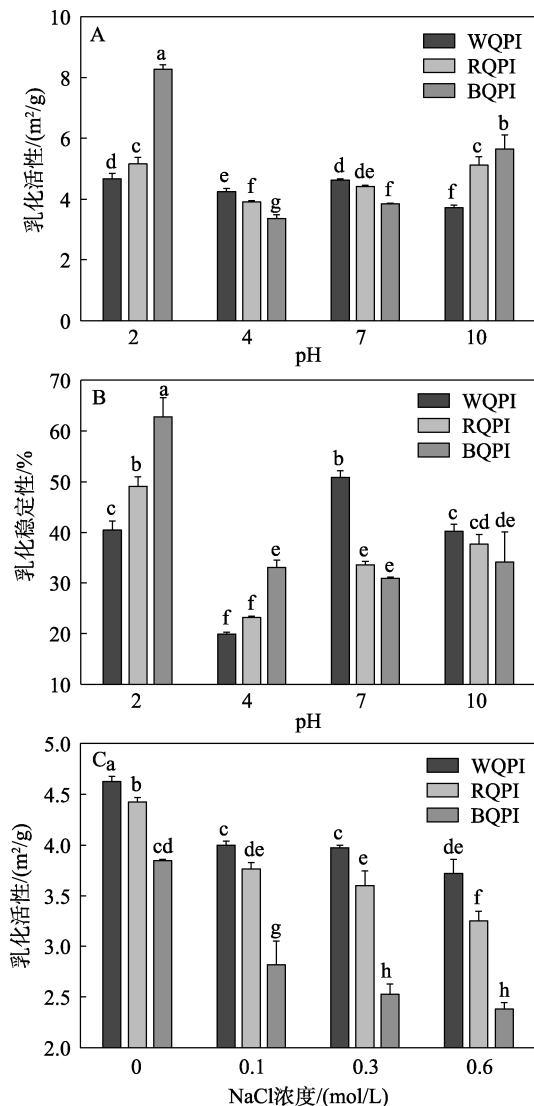 A
WQPI
RQPI
BQPI
10
8
6
4
2
0
乳化活性/(m²/g)
d c a
e f g
d de f
f c b
2 4 7 10
pH
B
WQPI
RQPI
BQPI
70
60
50
40
30
20
10
乳化稳定性/%
c b a
f f e
b e e
c cd de
2 4 7 10
pH
C
WQPI
RQPI
BQPI
5.0
4.5
4.0
3.5
3.0
2.5
2.0
乳化活性/(m²/g)
a b cd
c de g
c e h
de f h
0 0.1 0.3 0.6
NaCl浓度/(mol/L)